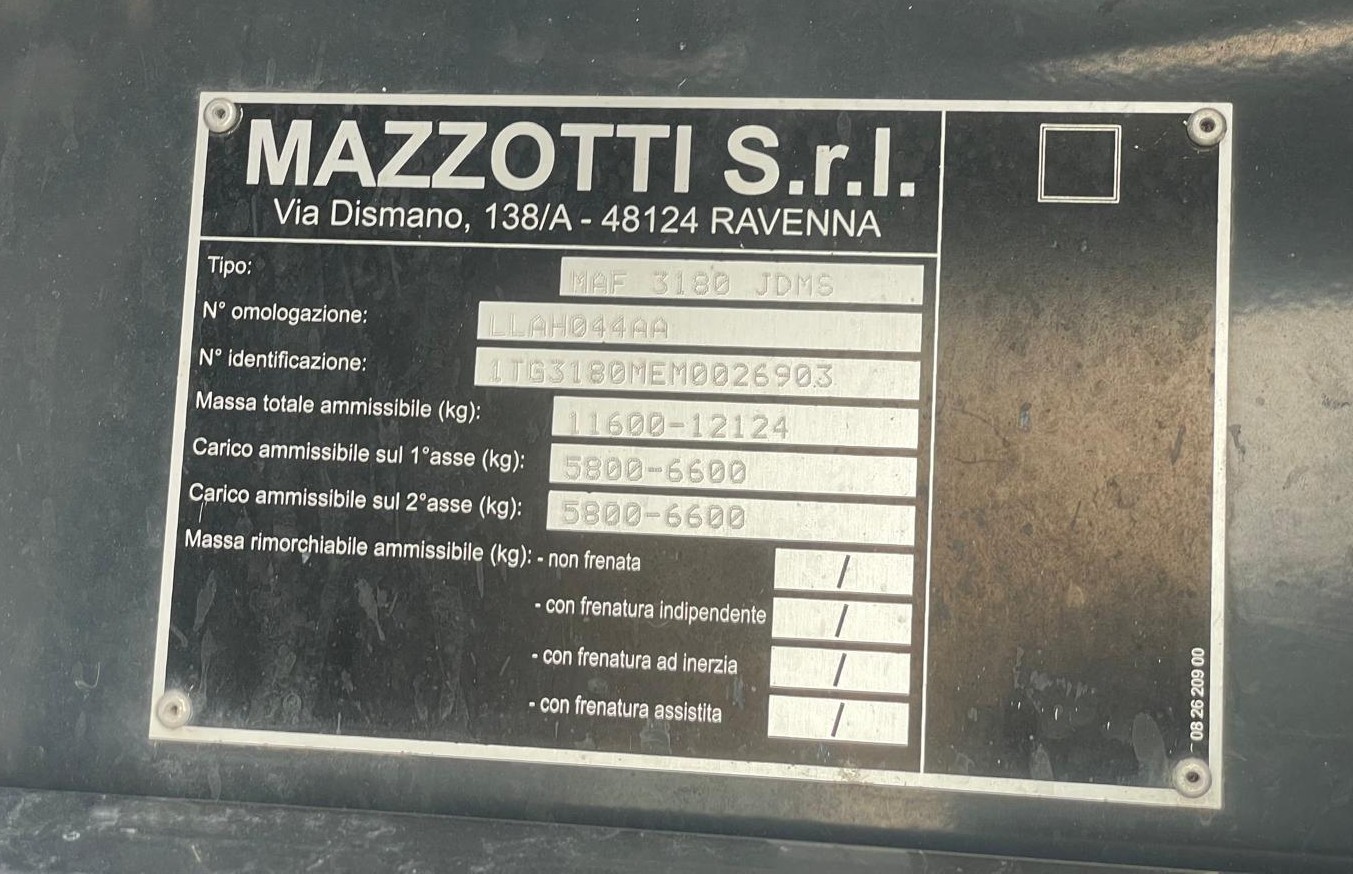 MAZZOTTI S.r.l.
Via Dismano, 138/A - 48124 RAVENNA
Tipo: MAF 3180 JDMS
N° omologazione: LLAH044AA
N° identificazione: 1TG3180MEM0026903
Massa totale ammissibile (kg): 11600-12124
Carico ammissibile sul 1°asse (kg): 5800-6600
Carico ammissibile sul 2°asse (kg): 5800-6600
Massa rimorchiabile ammissibile (kg): - non frenata /
- con frenatura indipendente /
- con frenatura ad inerzia /
- con frenatura assistita /
08 26 209 00